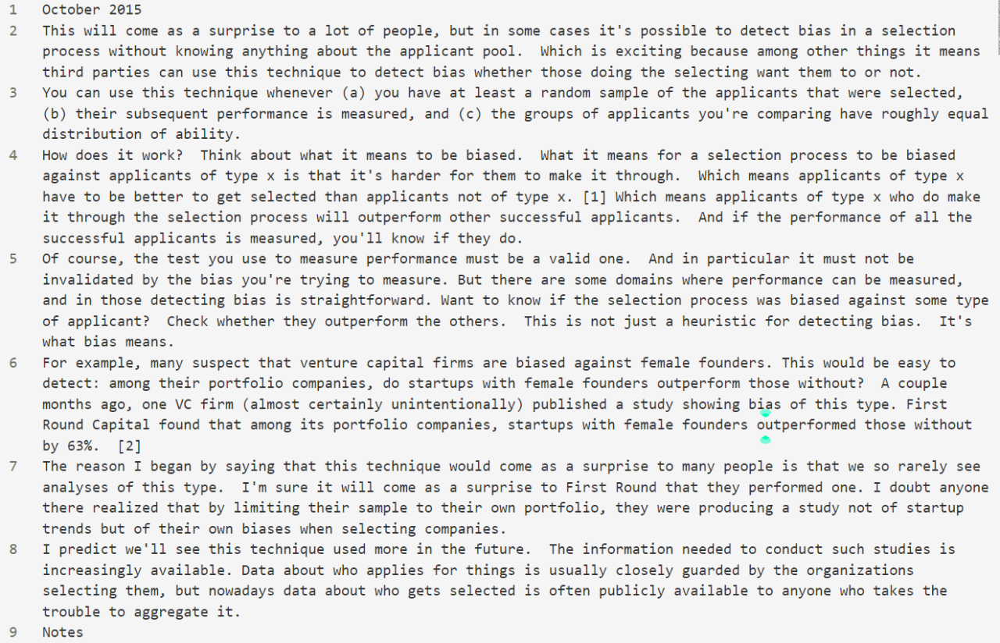 1 October 2015
2 This will come as a surprise to a lot of people, but in some cases it's possible to detect bias in a selection
process without knowing anything about the applicant pool.  Which is exciting because among other things it means
third parties can use this technique to detect bias whether those doing the selecting want them to or not.
3 You can use this technique whenever (a) you have at least a random sample of the applicants that were selected,
(b) their subsequent performance is measured, and (c) the groups of applicants you're comparing have roughly equal
distribution of ability.
4 How does it work?  Think about what it means to be biased.  What it means for a selection process to be biased
against applicants of type x is that it's harder for them to make it through.  Which means applicants of type x
have to be better to get selected than applicants not of type x. [1] Which means applicants of type x who do make
it through the selection process will outperform other successful applicants.  And if the performance of all the
successful applicants is measured, you'll know if they do.
5 Of course, the test you use to measure performance must be a valid one.  And in particular it must not be
invalidated by the bias you're trying to measure. But there are some domains where performance can be measured,
and in those detecting bias is straightforward. Want to know if the selection process was biased against some type
of applicant?  Check whether they outperform the others.  This is not just a heuristic for detecting bias.  It's
what bias means.
6 For example, many suspect that venture capital firms are biased against female founders. This would be easy to
detect: among their portfolio companies, do startups with female founders outperform those without?  A couple
months ago, one VC firm (almost certainly unintentionally) published a study showing bias of this type. First
Round Capital found that among its portfolio companies, startups with female founders outperformed those without
by 63%.  [2]
7 The reason I began by saying that this technique would come as a surprise to many people is that we so rarely see
analyses of this type.  I'm sure it will come as a surprise to First Round that they performed one. I doubt anyone
there realized that by limiting their sample to their own portfolio, they were producing a study not of startup
trends but of their own biases when selecting companies.
8 I predict we'll see this technique used more in the future.  The information needed to conduct such studies is
increasingly available. Data about who applies for things is usually closely guarded by the organizations
selecting them, but nowadays data about who gets selected is often publicly available to anyone who takes the
trouble to aggregate it.
9 Notes